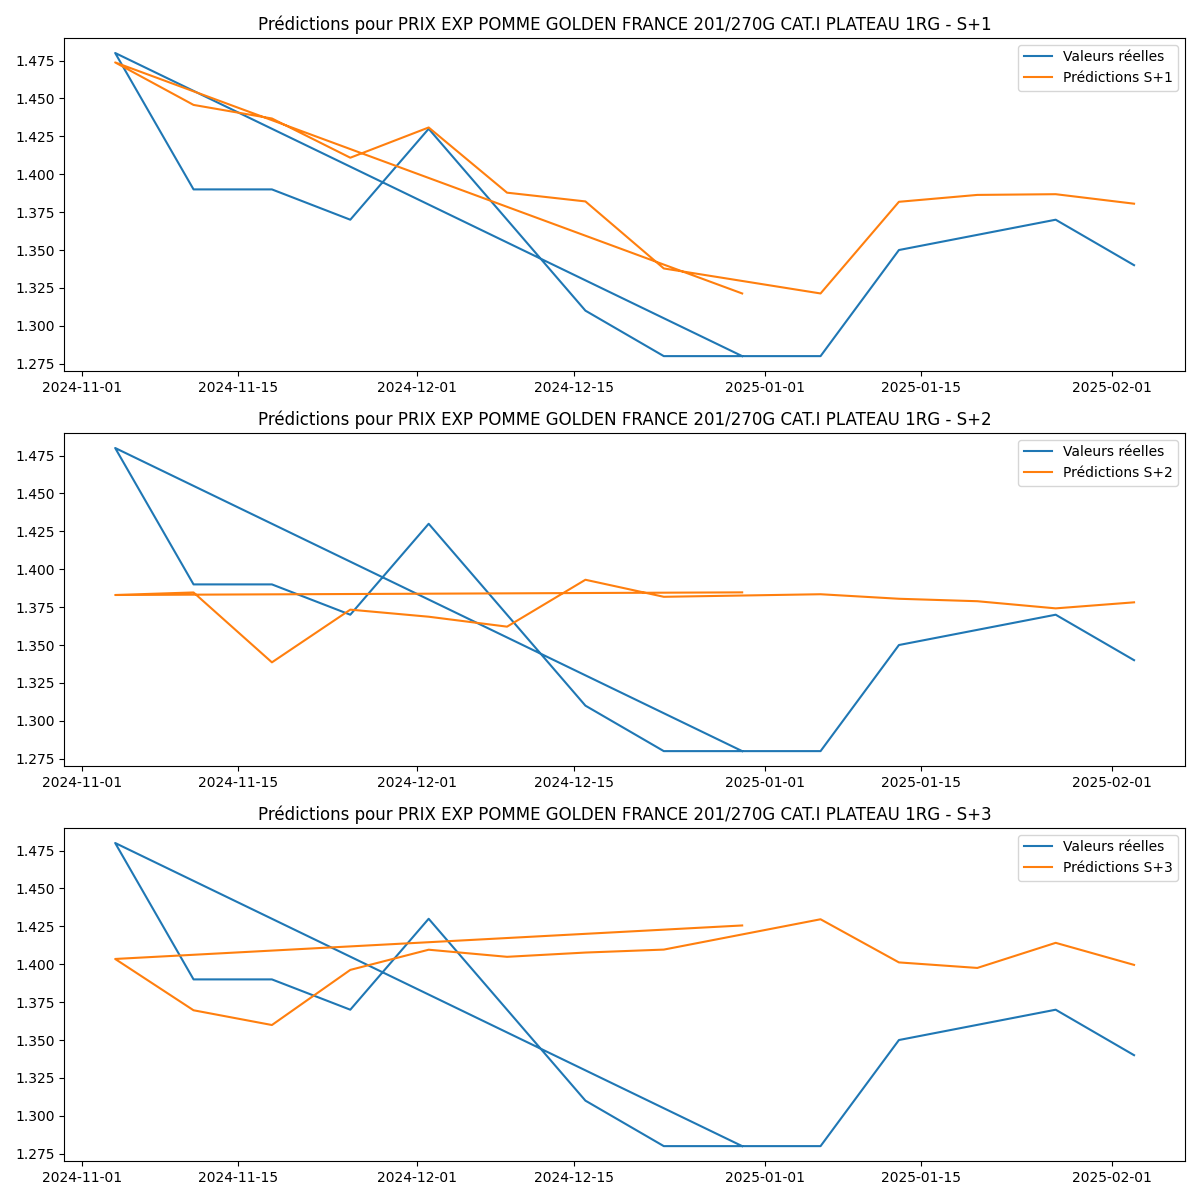 Prédictions pour PRIX EXP POMME GOLDEN FRANCE 201/270G CAT.I PLATEAU 1RG - S+1
Valeurs réelles
Prédictions S+1
1.475
1.450
1.425
1.400
1.375
1.350
1.325
1.300
1.275
2024-11-01 2024-11-15 2024-12-01 2024-12-15 2025-01-01 2025-01-15 2025-02-01
Prédictions pour PRIX EXP POMME GOLDEN FRANCE 201/270G CAT.I PLATEAU 1RG - S+2
Valeurs réelles
Prédictions S+2
1.475
1.450
1.425
1.400
1.375
1.350
1.325
1.300
1.275
2024-11-01 2024-11-15 2024-12-01 2024-12-15 2025-01-01 2025-01-15 2025-02-01
Prédictions pour PRIX EXP POMME GOLDEN FRANCE 201/270G CAT.I PLATEAU 1RG - S+3
Valeurs réelles
Prédictions S+3
1.475
1.450
1.425
1.400
1.375
1.350
1.325
1.300
1.275
2024-11-01 2024-11-15 2024-12-01 2024-12-15 2025-01-01 2025-01-15 2025-02-01